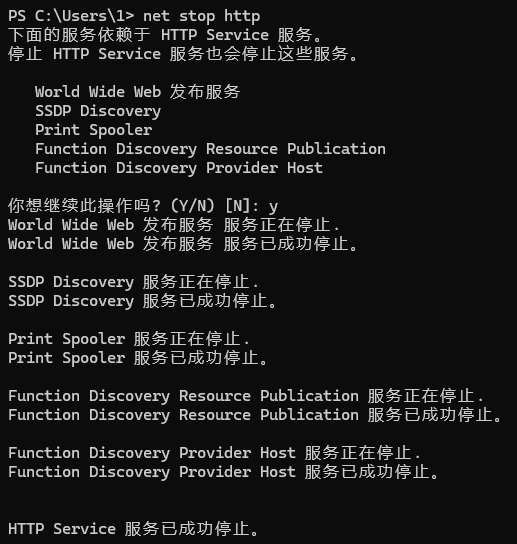 PS C:\Users\1> net stop http
下面的服务依赖于 HTTP Service 服务。
停止 HTTP Service 服务也会停止这些服务。
World Wide Web 发布服务
SSDP Discovery
Print Spooler
Function Discovery Resource Publication
Function Discovery Provider Host
你想继续此操作吗? (Y/N) [N]: y
World Wide Web 发布服务 服务正在停止.
World Wide Web 发布服务 服务已成功停止。
SSDP Discovery 服务正在停止.
SSDP Discovery 服务已成功停止。
Print Spooler 服务正在停止.
Print Spooler 服务已成功停止。
Function Discovery Resource Publication 服务正在停止.
Function Discovery Resource Publication 服务已成功停止。
Function Discovery Provider Host 服务正在停止.
Function Discovery Provider Host 服务已成功停止。
HTTP Service 服务已成功停止。